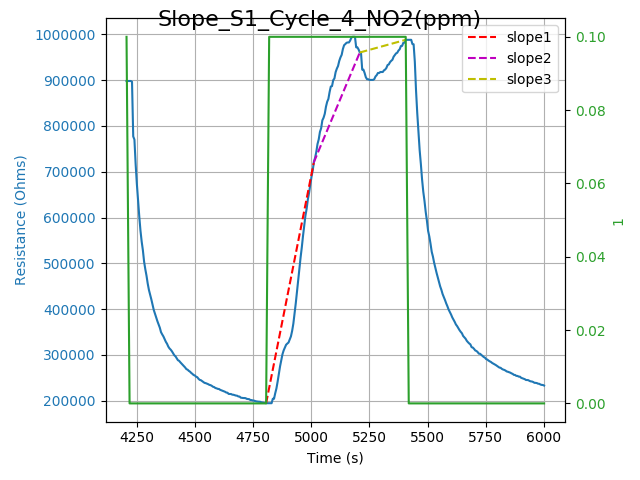 Slope_S1_Cycle_4_NO2(ppm)
1000000
900000
800000
700000
600000
500000
400000
300000
200000
Resistance (Ohms)
slope1
slope2
slope3
0.10
0.08
0.06
0.04
0.02
0.00
1
4250 4500 4750 5000 5250 5500 5750 6000
Time (s)